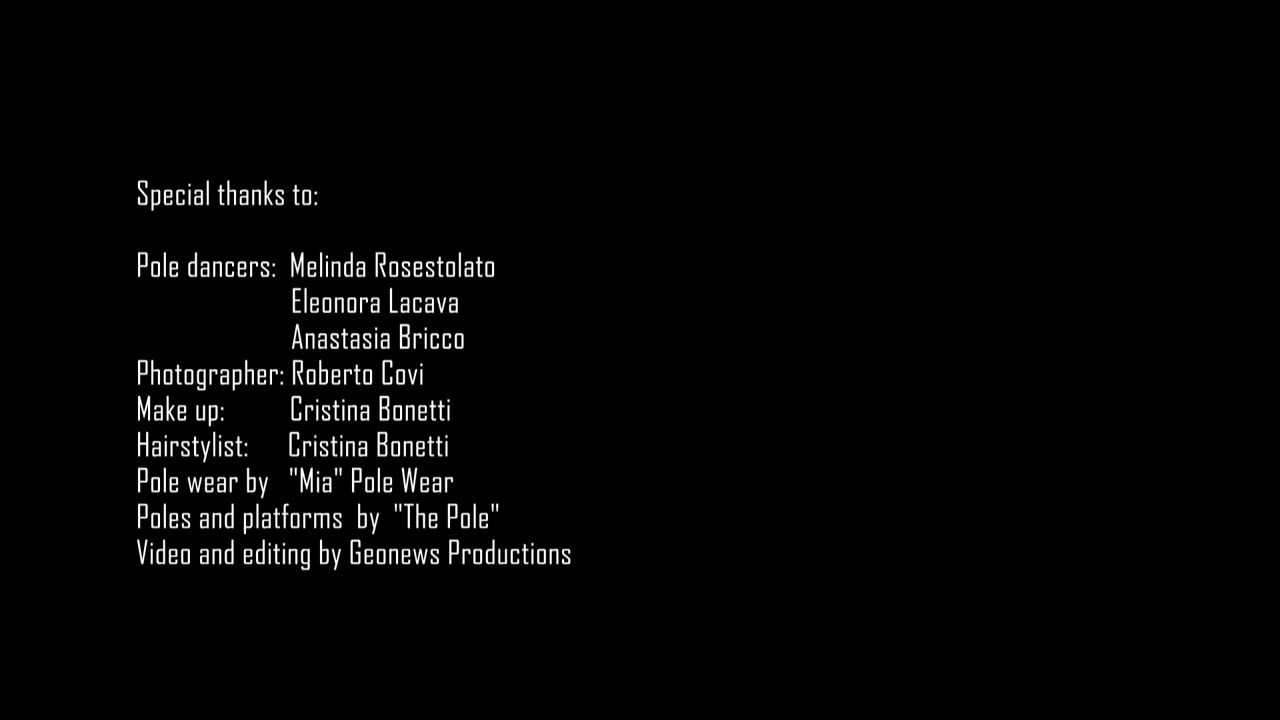 Special thanks to:
Pole dancers: Melinda Rosestolato
Eleonora Lacava
Anastasia Bricco
Photographer: Roberto Covi
Make up: Cristina Bonetti
Hairstylist: Cristina Bonetti
Pole wear by "Mia" Pole Wear
Poles and platforms by "The Pole"
Video and editing by Geonews Productions